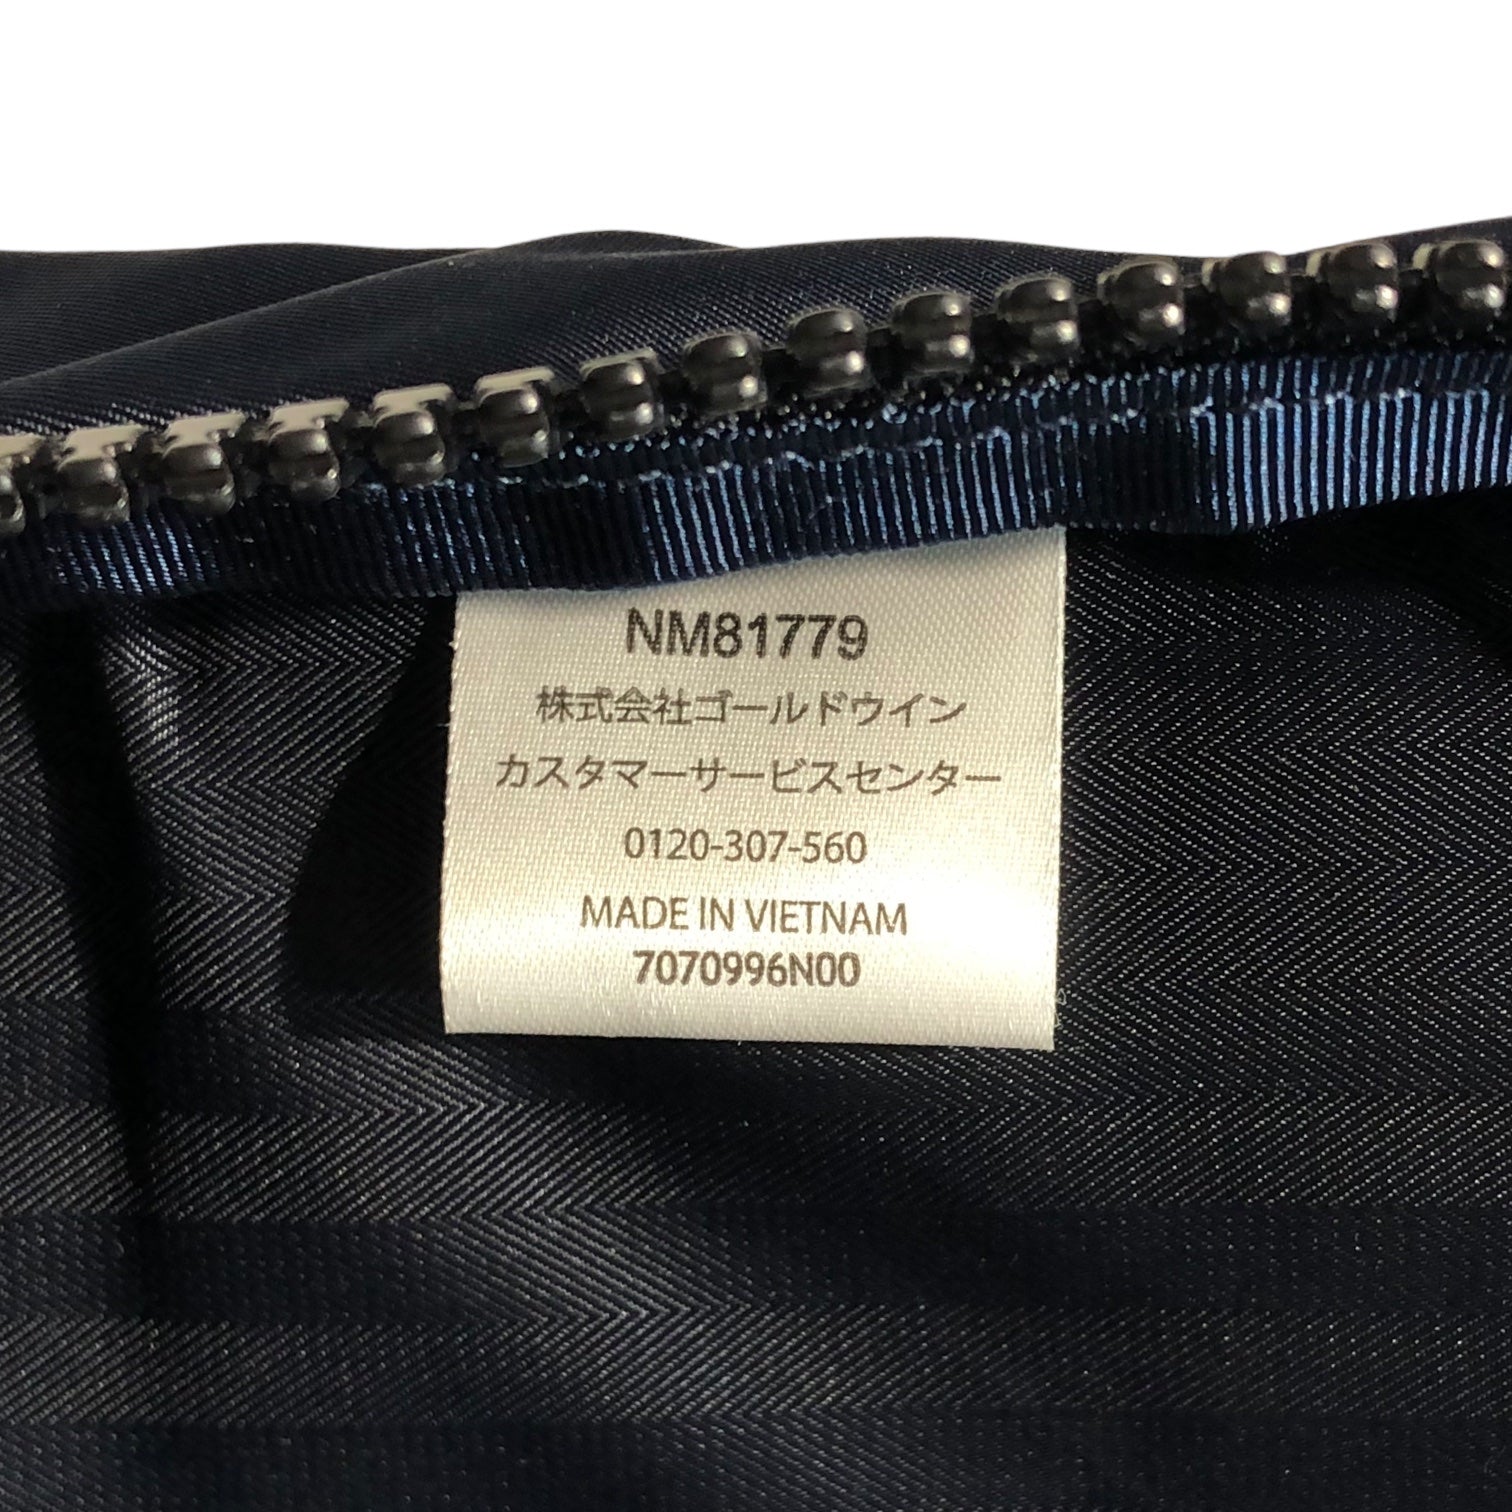 NM81779
株式会社ゴールドウイン
カスタマーサービスセンター
0120-307-560
MADE IN VIETNAM
7070996N00